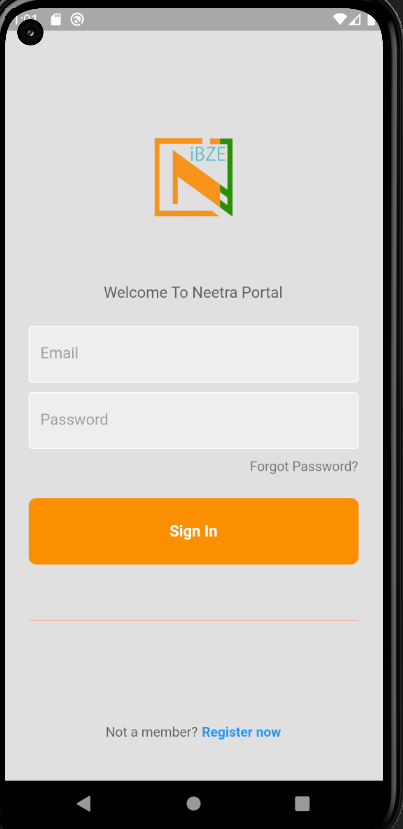 iBZE
Welcome To Neetra Portal
Email
Password
Forgot Password?
Sign In
Not a member? Register now